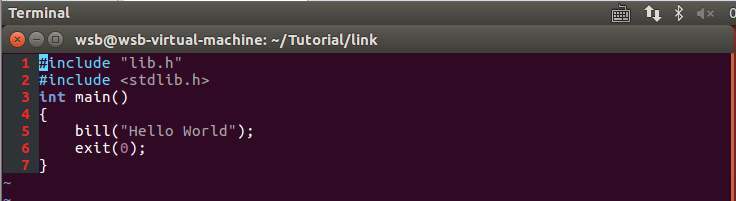 Terminal
wsb@wsb-virtual-machine: ~/Tutorial/link
1 #include "lib.h"
2 #include <stdlib.h>
3 int main()
4 {
5     bill("Hello World");
6     exit(0);
7 }
~
~